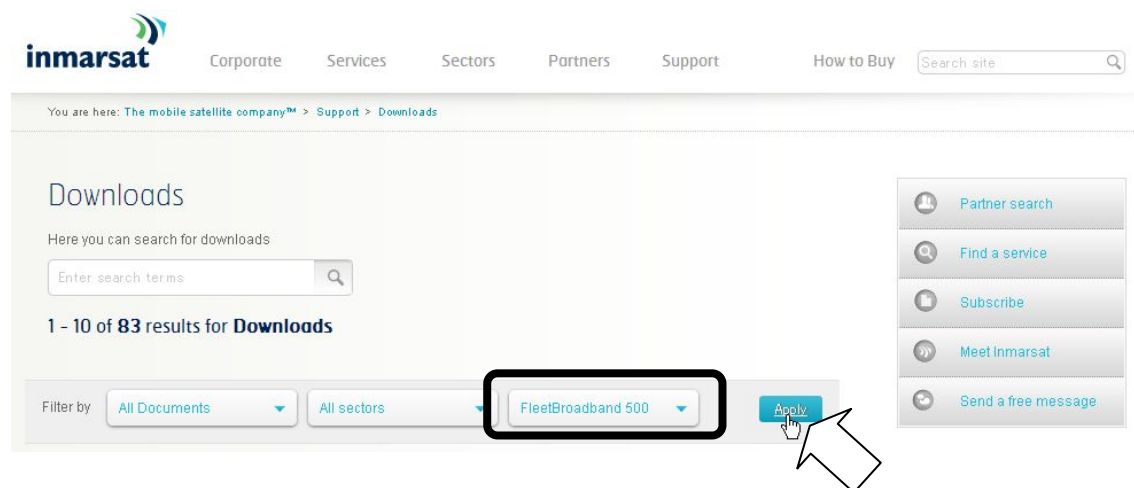 inmarsat
Corporate Services Sectors Partners Support How to Buy Search site
You are here: The mobile satellite company™ > Support > Downloads
Downloads
Here you can search for downloads
Enter search terms
1 - 10 of 83 results for Downloads
Filter by All Documents All sectors FleetBroadband 500 Apply
Partner search
Find a service
Subscribe
Meet Inmarsat
Send a free message